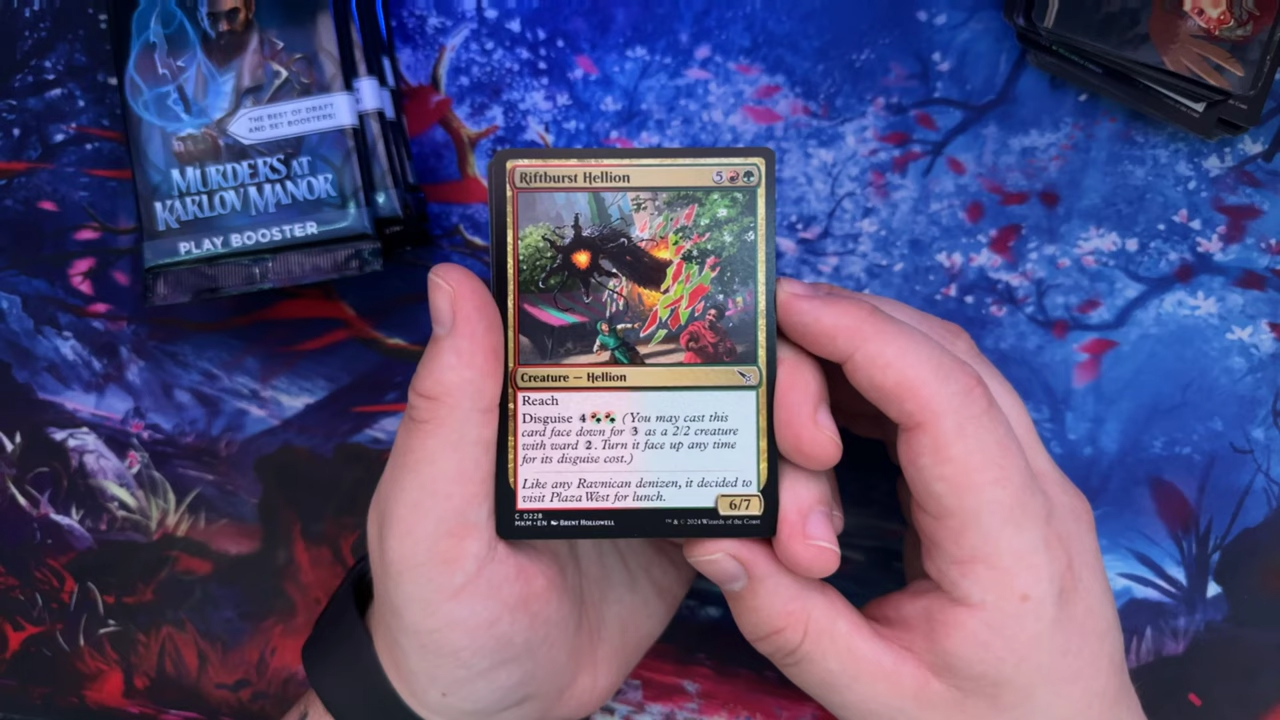 THE BEST OF DRAFT
AND SET BOOSTERS!
MURDERS AT
KARLOV MANOR
PLAY BOOSTER
Riftburst Hellion 5
Creature — Hellion
Reach
Disguise 4 (You may cast this
card face down for 3 as a 2/2 creature
with ward 2. Turn it face up any time
for its disguise cost.)
Like any Ravnican denizen, it decided to
visit Plaza West for lunch.
6/7
C 0228
MKM • EN BRENT HOLLOWELL
™ & © 2024 Wizards of the Coast